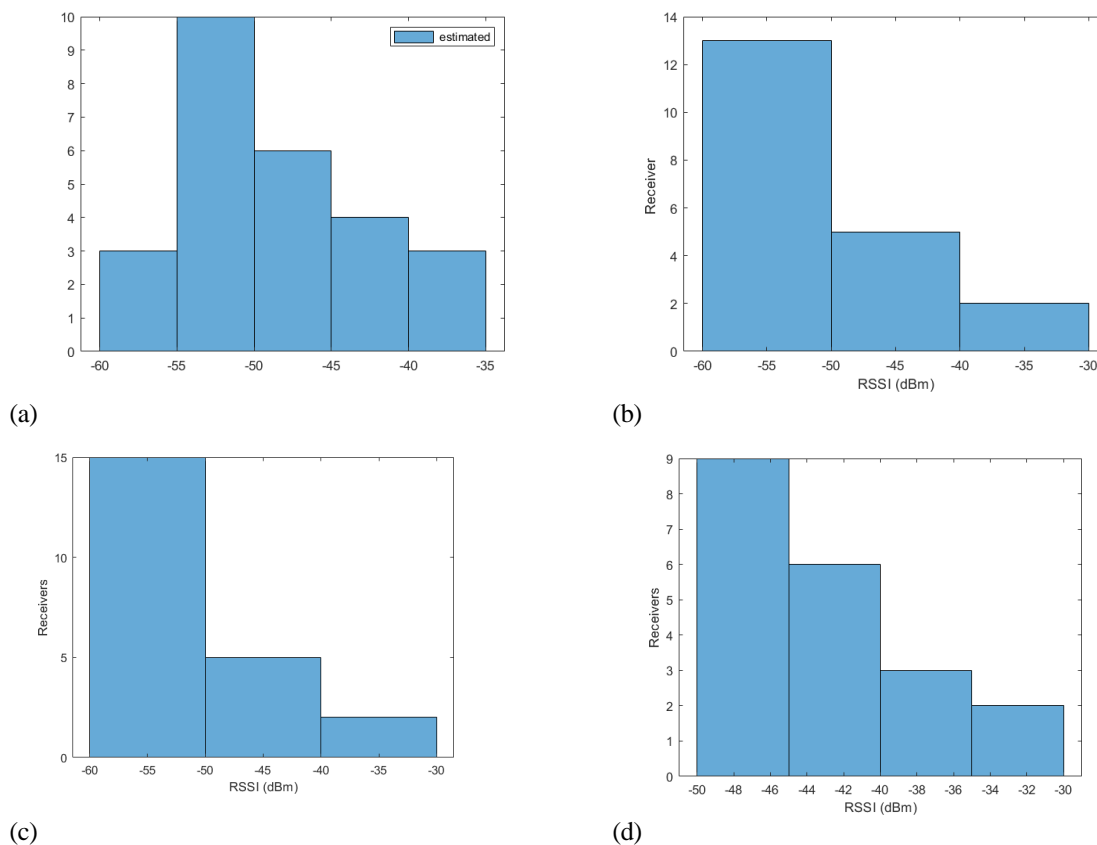 10
9
8
7
6
5
4
3
2
1
0
estimated
-60 -55 -50 -45 -40 -35
(a)
14
12
10
8
6
4
2
0
Receiver
-60 -55 -50 -45 -40 -35 -30
RSSI (dBm)
(b)
15
10
5
0
Receivers
-60 -55 -50 -45 -40 -35 -30
RSSI (dBm)
(c)
9
8
7
6
5
4
3
2
1
0
Receivers
-50 -48 -46 -44 -42 -40 -38 -36 -34 -32 -30
RSSI (dBm)
(d)